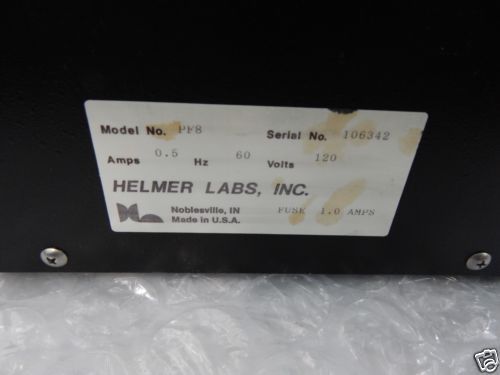 Model No. PF8 Serial No. 106342
Amps 0.5 Hz 60 Volts 120
HELMER LABS, INC.
Noblesville, IN FUSE 1.0 AMPS
Made in U.S.A.